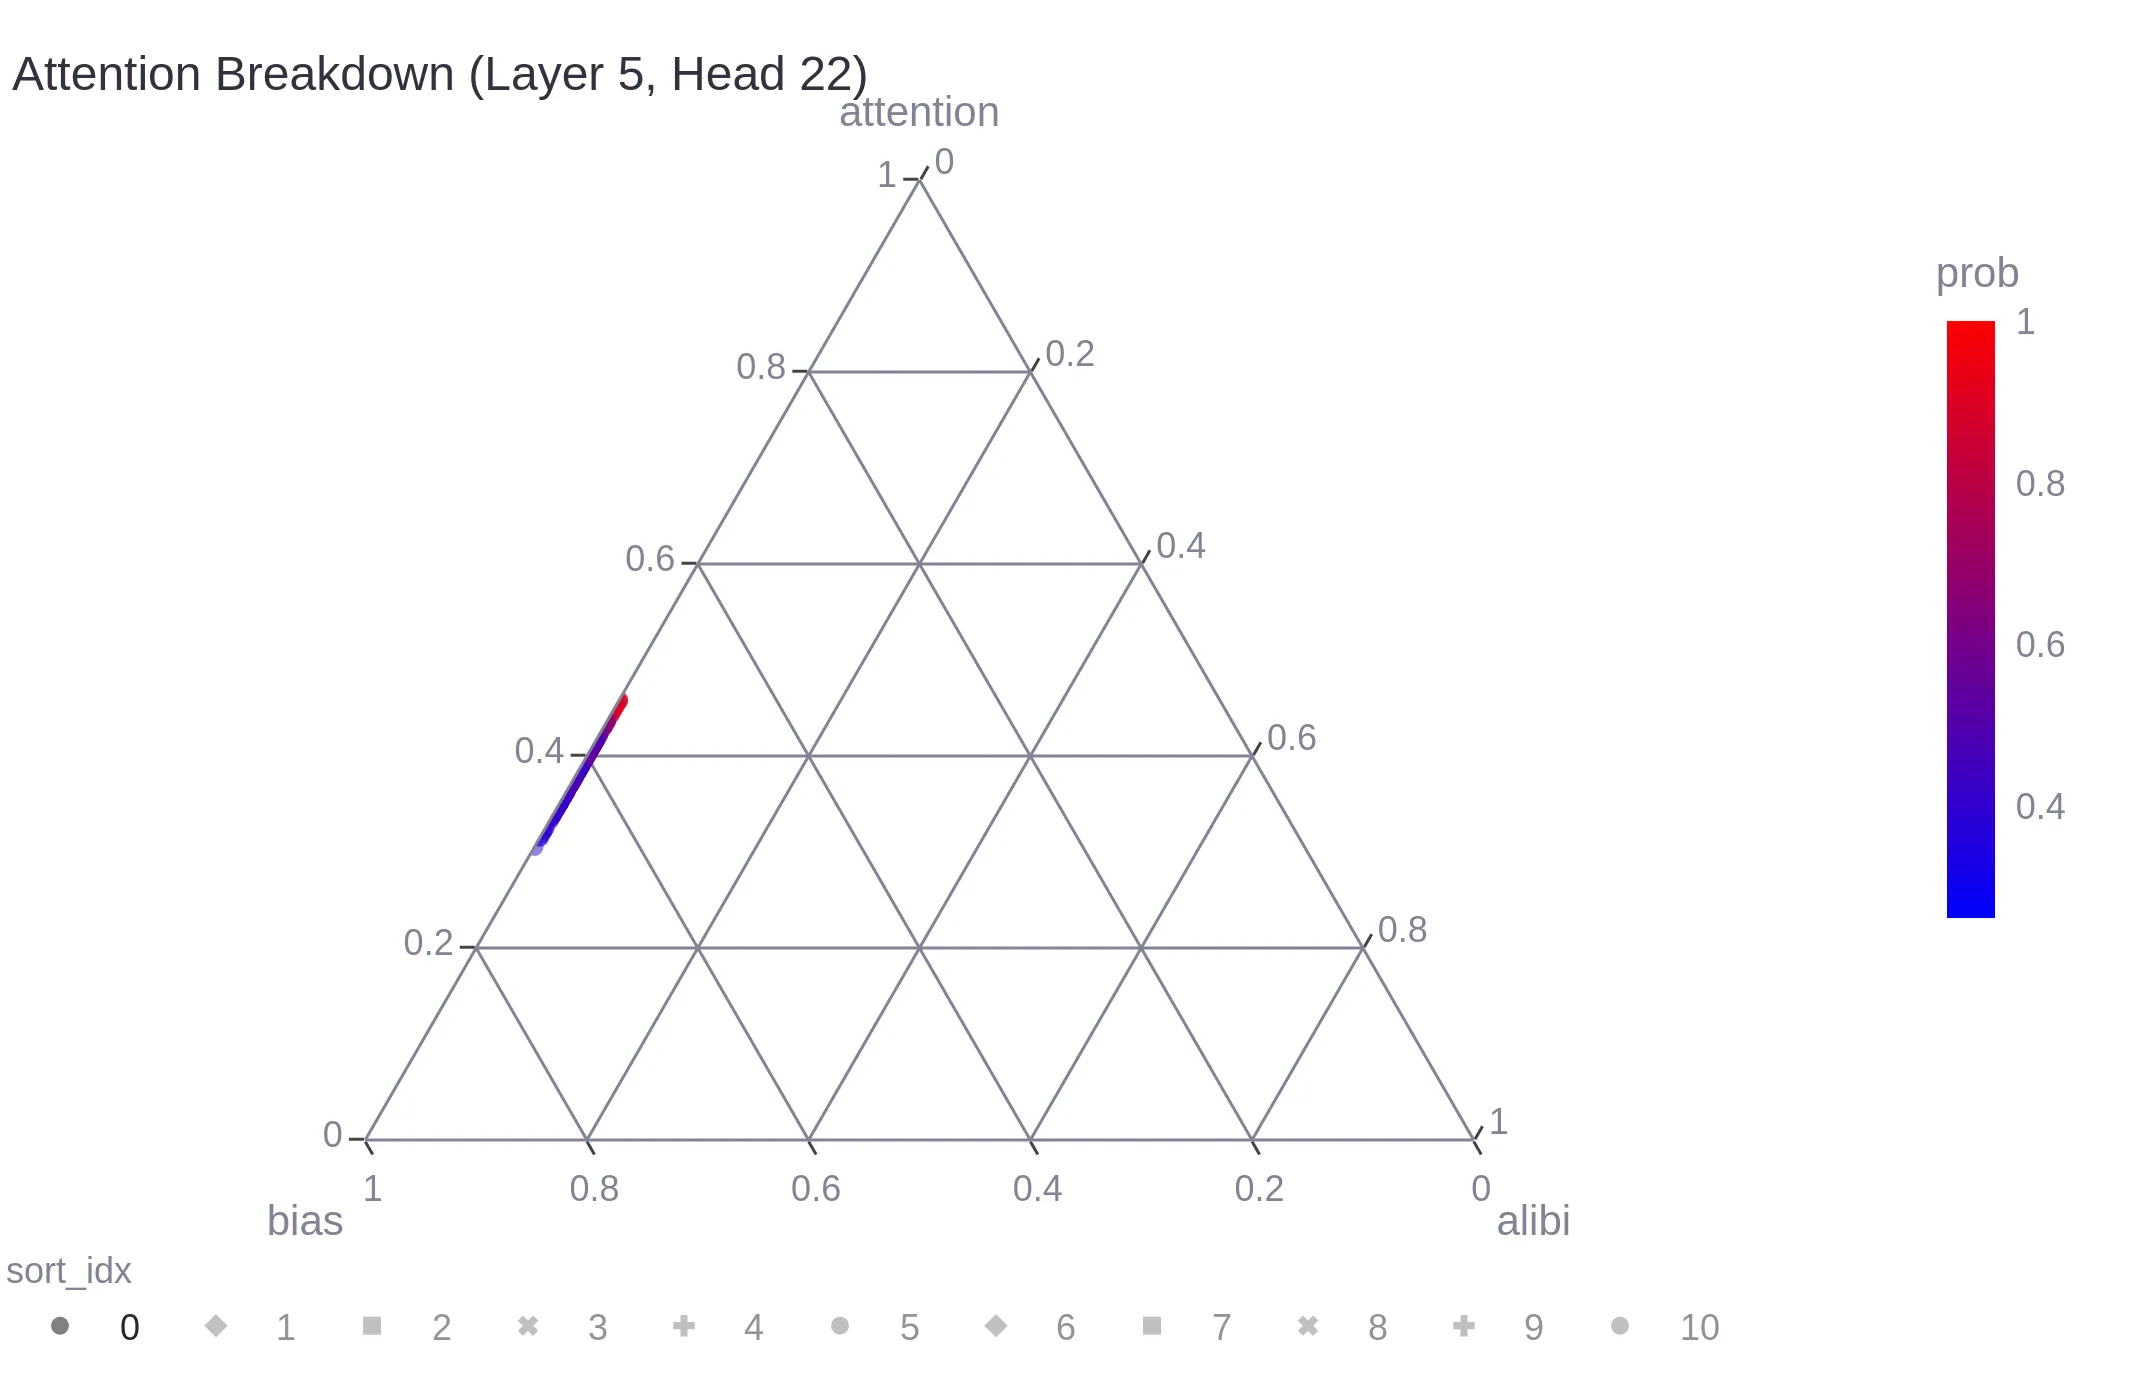 Attention Breakdown (Layer 5, Head 22)
attention
1 0
0.8 0.2
0.6 0.4
0.4 0.6
0.2 0.8
0 1
1 0.8 0.6 0.4 0.2 0
bias alibi
prob
1
0.8
0.6
0.4
sort_idx
0 1 2 3 4 5 6 7 8 9 10